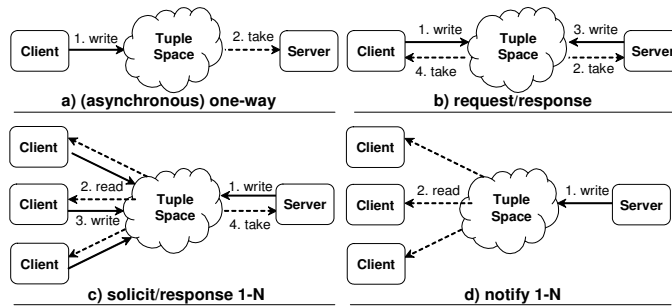 Client
1. write
Tuple
Space
2. take
Server
a) (asynchronous) one-way
Client
1. write
4. take
Tuple
Space
3. write
2. take
Server
b) request/response
Client
Client
Client
2. read
3. write
Tuple
Space
1. write
4. take
Server
c) solicit/response 1-N
Client
Client
Client
2. read
Tuple
Space
1. write
Server
d) notify 1-N